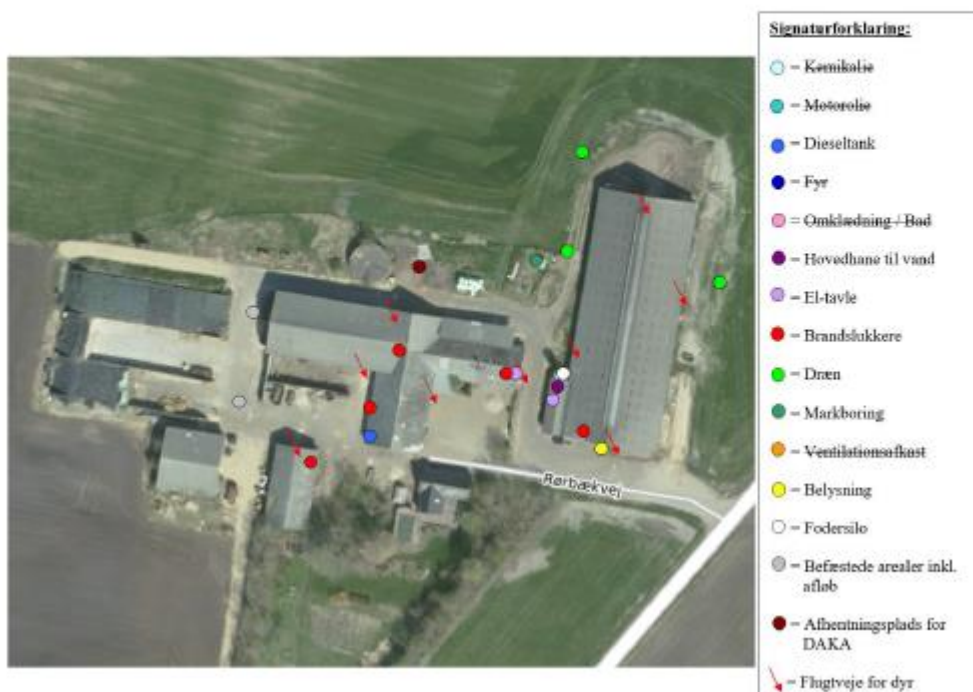 Signaturforklaring:
= Kemikalie
= Motorolie
= Dieseltank
= Fyr
= Omklædning / Bad
= Hovedhane til vand
= El-tavle
= Brandslukkere
= Dræn
= Markboring
= Ventilationsafkast
= Belysning
= Fodersilo
= Befæstede arealer inkl.
afløb
= Afhentningsplads for
DAKA
= Flugtveje for dyr
Rørbækvej